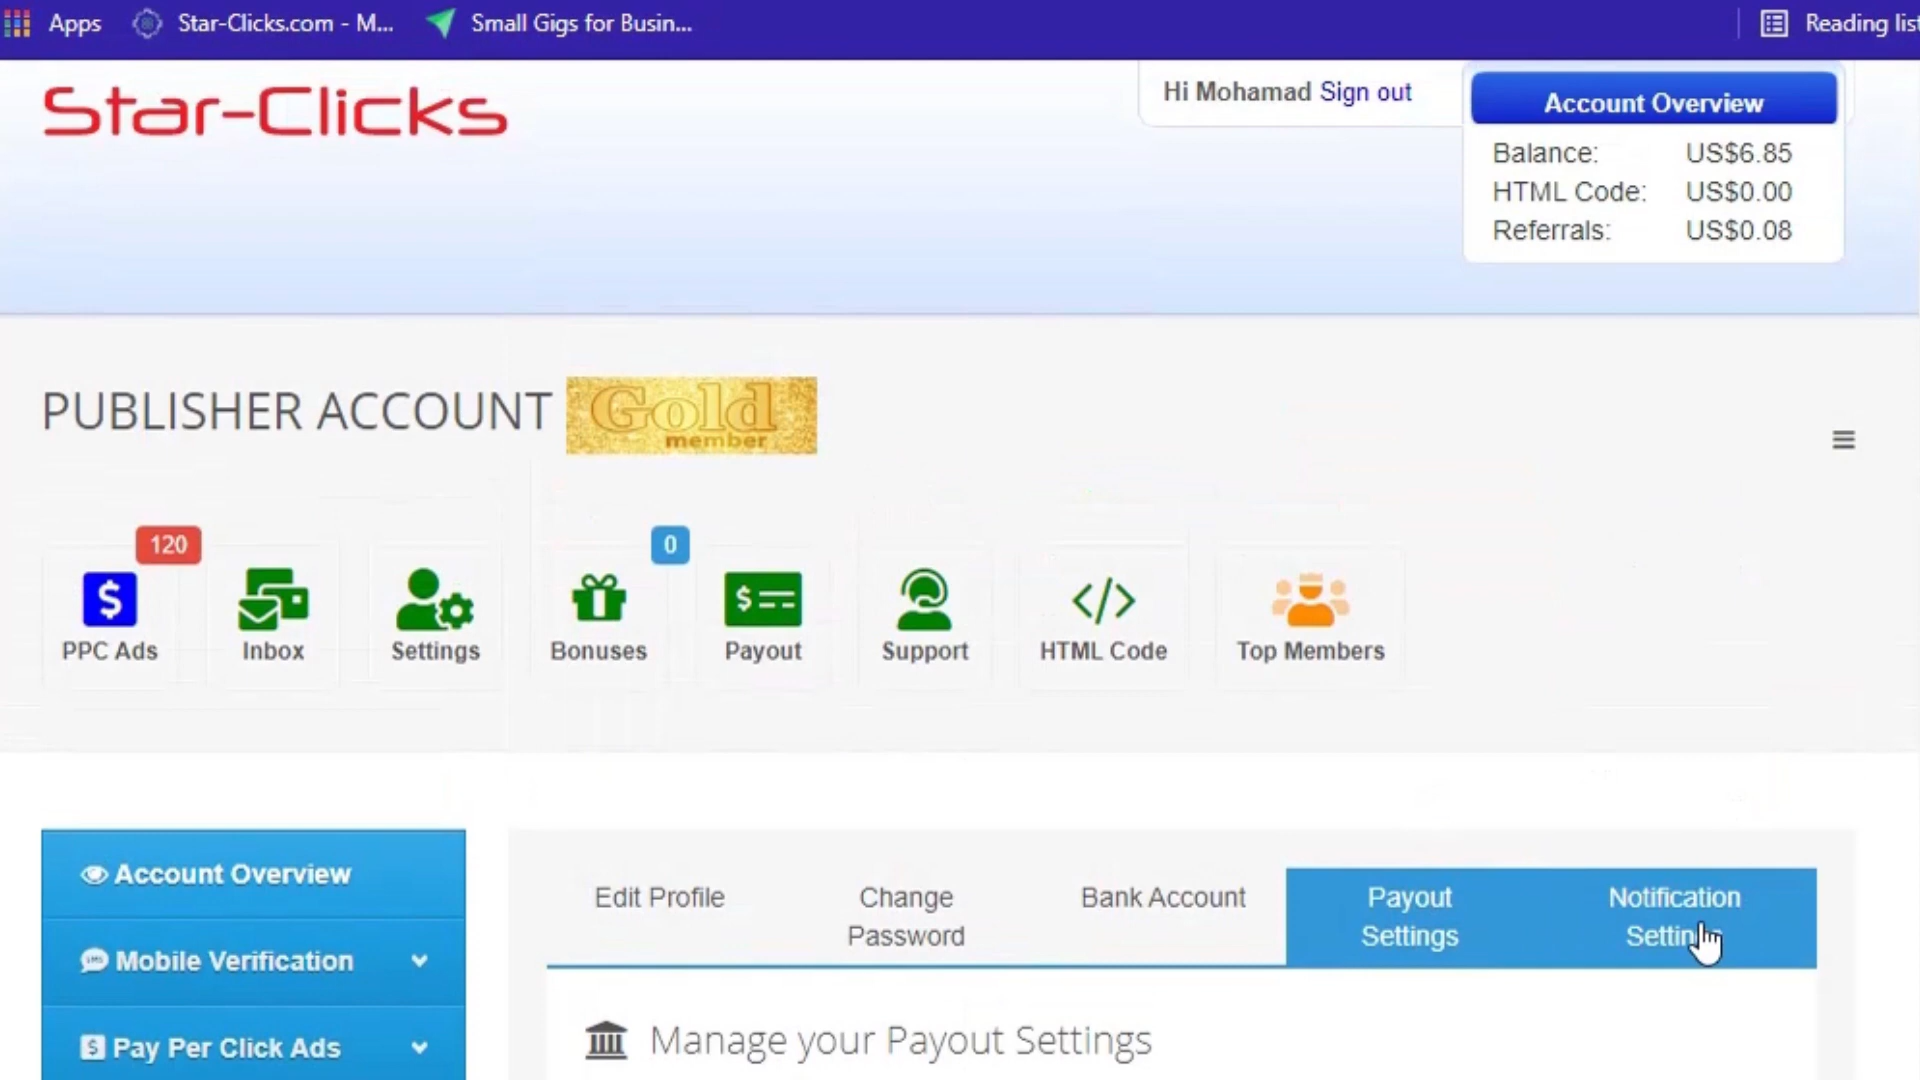 Apps
Star-Clicks.com - M...
Small Gigs for Busin...
Reading list
Star-Clicks
Hi Mohamad Sign out
Account Overview
Balance: US$6.85
HTML Code: US$0.00
Referrals: US$0.08
PUBLISHER ACCOUNT
Gold
member
120
0
PPC Ads
Inbox
Settings
Bonuses
Payout
Support
HTML Code
Top Members
Account Overview
Mobile Verification
Pay Per Click Ads
Edit Profile
Change
Password
Bank Account
Payout
Settings
Notification
Settings
Manage your Payout Settings